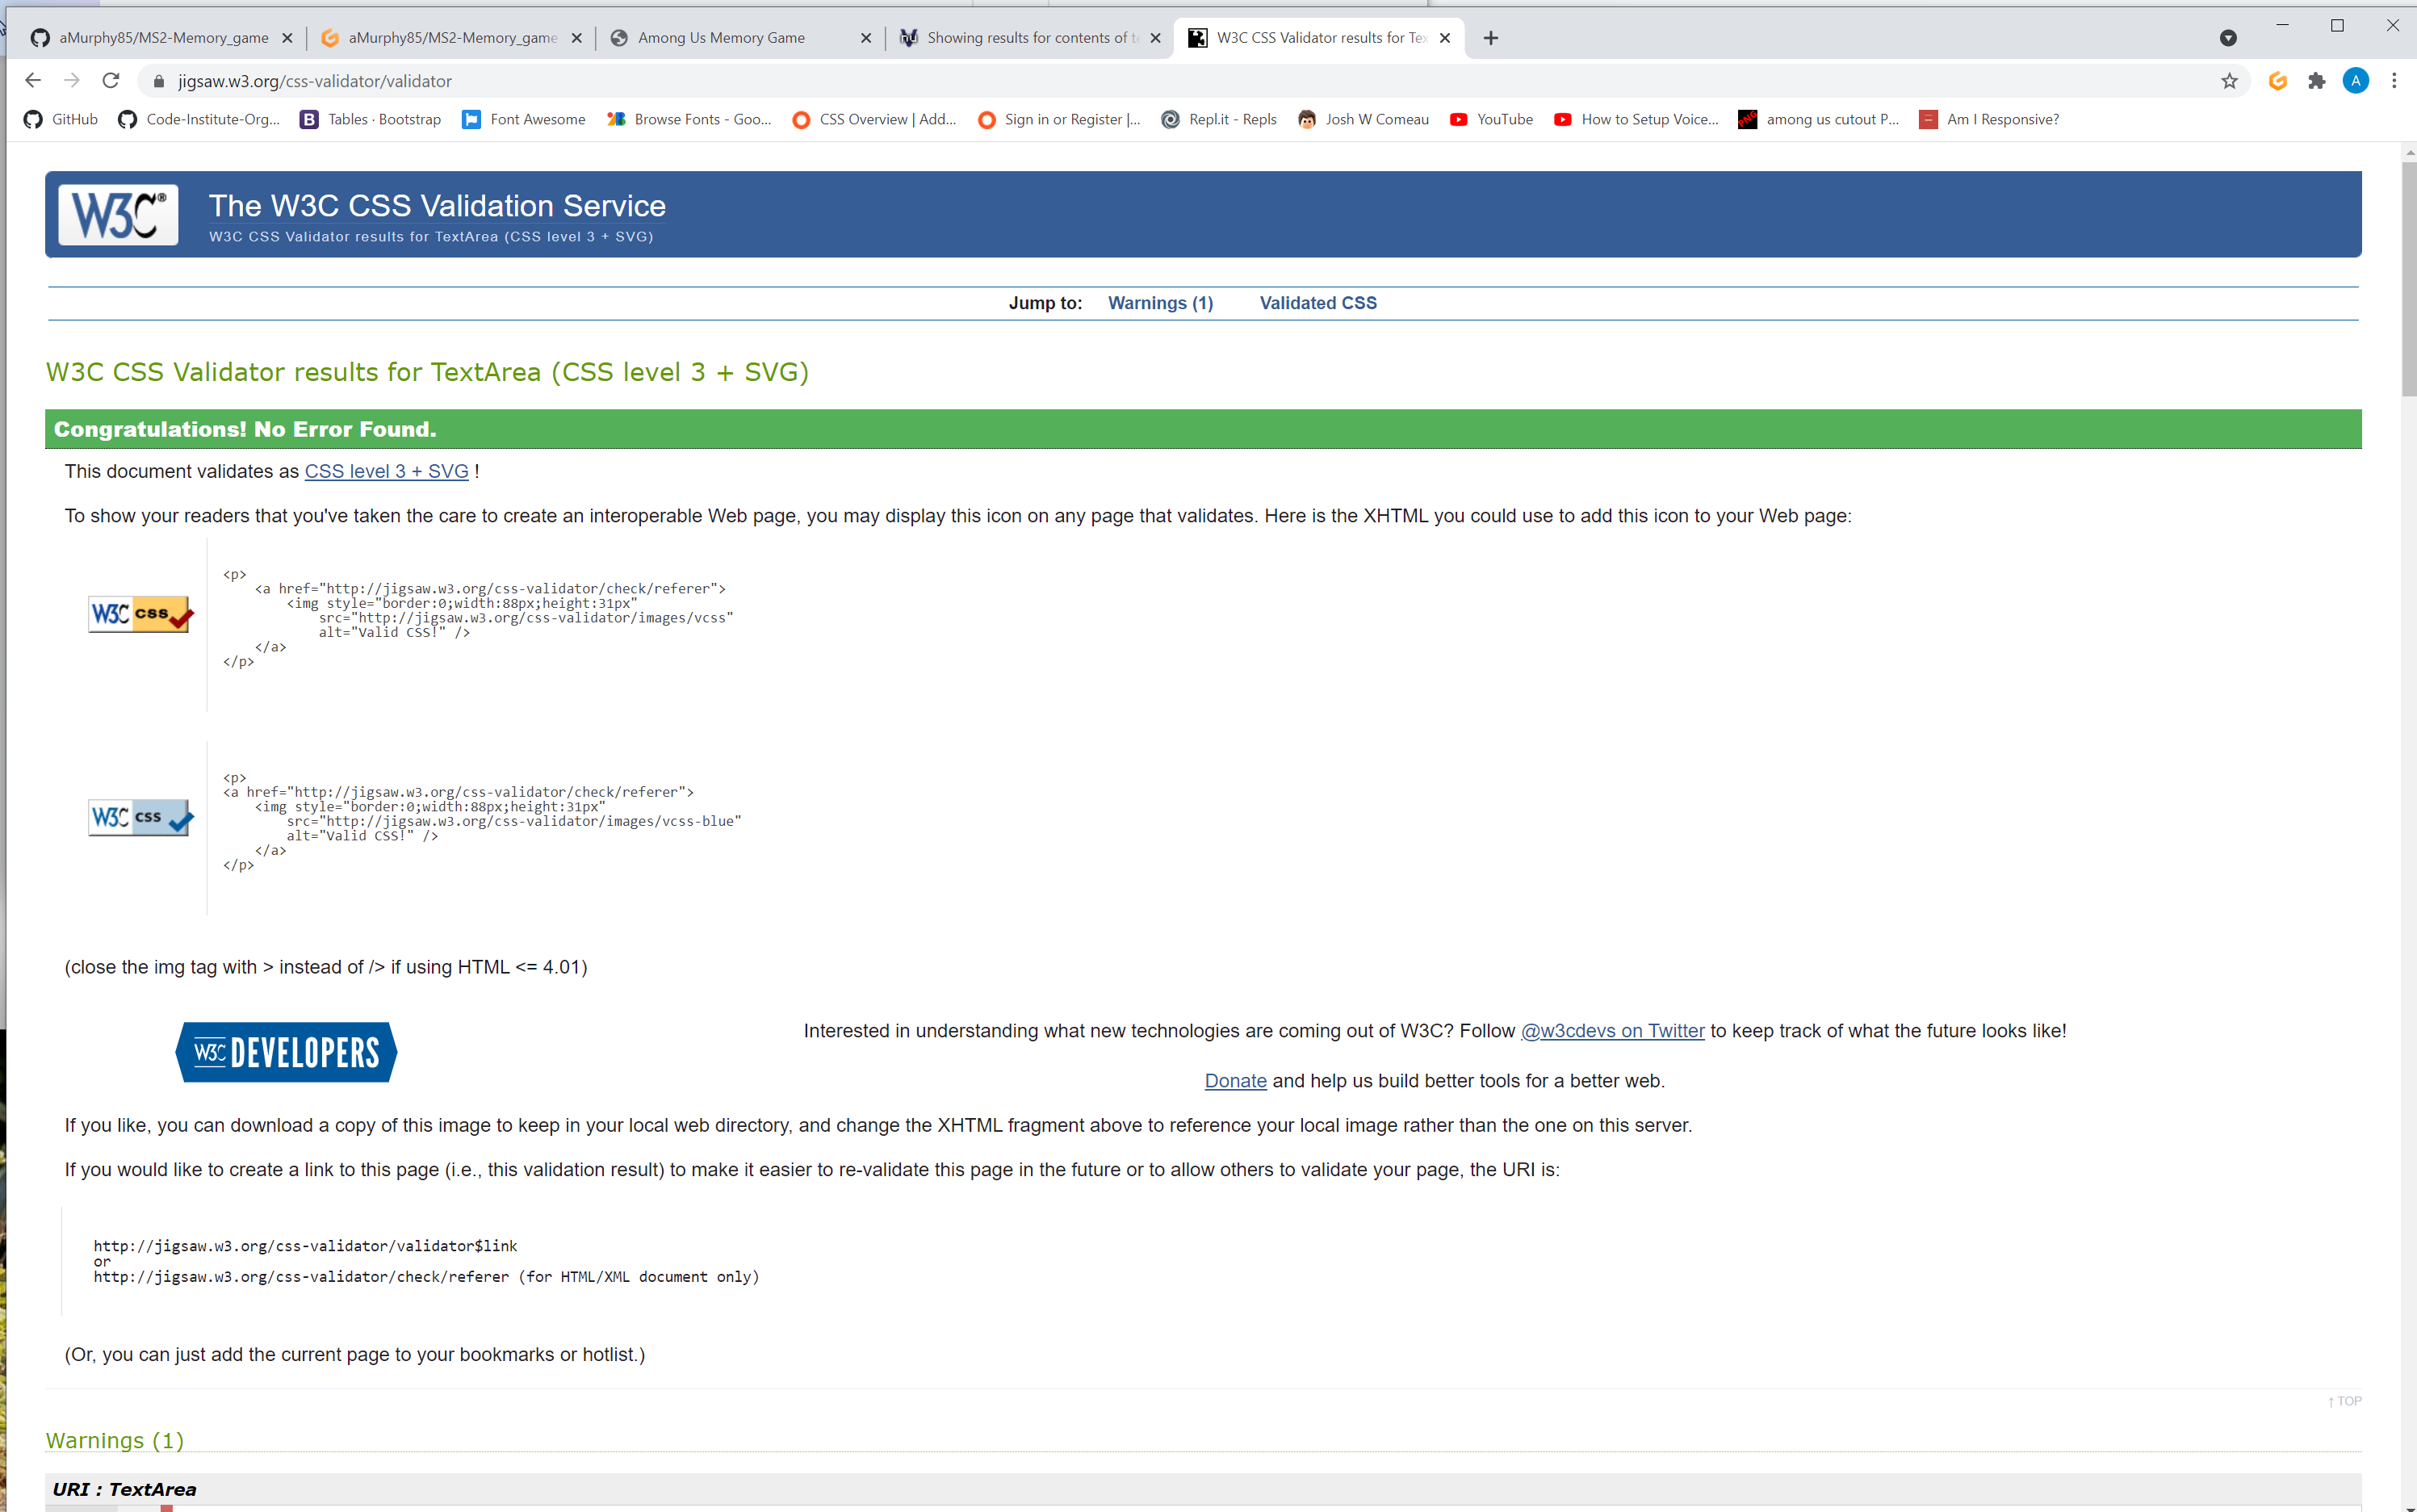 aMurphy85/MS2-Memory_game
aMurphy85/MS2-Memory_game
Among Us Memory Game
Showing results for contents of te
W3C CSS Validator results for Tex
jigsaw.w3.org/css-validator/validator
A
GitHub
Code-Institute-Org...
B Tables · Bootstrap
Font Awesome
Browse Fonts - Goo...
CSS Overview | Add...
Sign in or Register |...
Repl.it - Repls
Josh W Comeau
YouTube
How to Setup Voice...
PNG among us cutout P...
Am I Responsive?
W3C®
The W3C CSS Validation Service
W3C CSS Validator results for TextArea (CSS level 3 + SVG)
Jump to: Warnings (1) Validated CSS
W3C CSS Validator results for TextArea (CSS level 3 + SVG)
Congratulations! No Error Found.
This document validates as CSS level 3 + SVG !
To show your readers that you've taken the care to create an interoperable Web page, you may display this icon on any page that validates. Here is the XHTML you could use to add this icon to your Web page:
W3C css
<p>
<a href="http://jigsaw.w3.org/css-validator/check/referer">
<img style="border:0;width:88px;height:31px"
src="http://jigsaw.w3.org/css-validator/images/vcss"
alt="Valid CSS!" />
</a>
</p>
W3C css
<p>
<a href="http://jigsaw.w3.org/css-validator/check/referer">
<img style="border:0;width:88px;height:31px"
src="http://jigsaw.w3.org/css-validator/images/vcss-blue"
alt="Valid CSS!" />
</a>
</p>
(close the img tag with > instead of /> if using HTML <= 4.01)
W3C DEVELOPERS
Interested in understanding what new technologies are coming out of W3C? Follow @w3cdevs on Twitter to keep track of what the future looks like!
Donate and help us build better tools for a better web.
If you like, you can download a copy of this image to keep in your local web directory, and change the XHTML fragment above to reference your local image rather than the one on this server.
If you would like to create a link to this page (i.e., this validation result) to make it easier to re-validate this page in the future or to allow others to validate your page, the URI is:
http://jigsaw.w3.org/css-validator/validator$link
or
http://jigsaw.w3.org/css-validator/check/referer (for HTML/XML document only)
(Or, you can just add the current page to your bookmarks or hotlist.)
↑ TOP
Warnings (1)
URI : TextArea